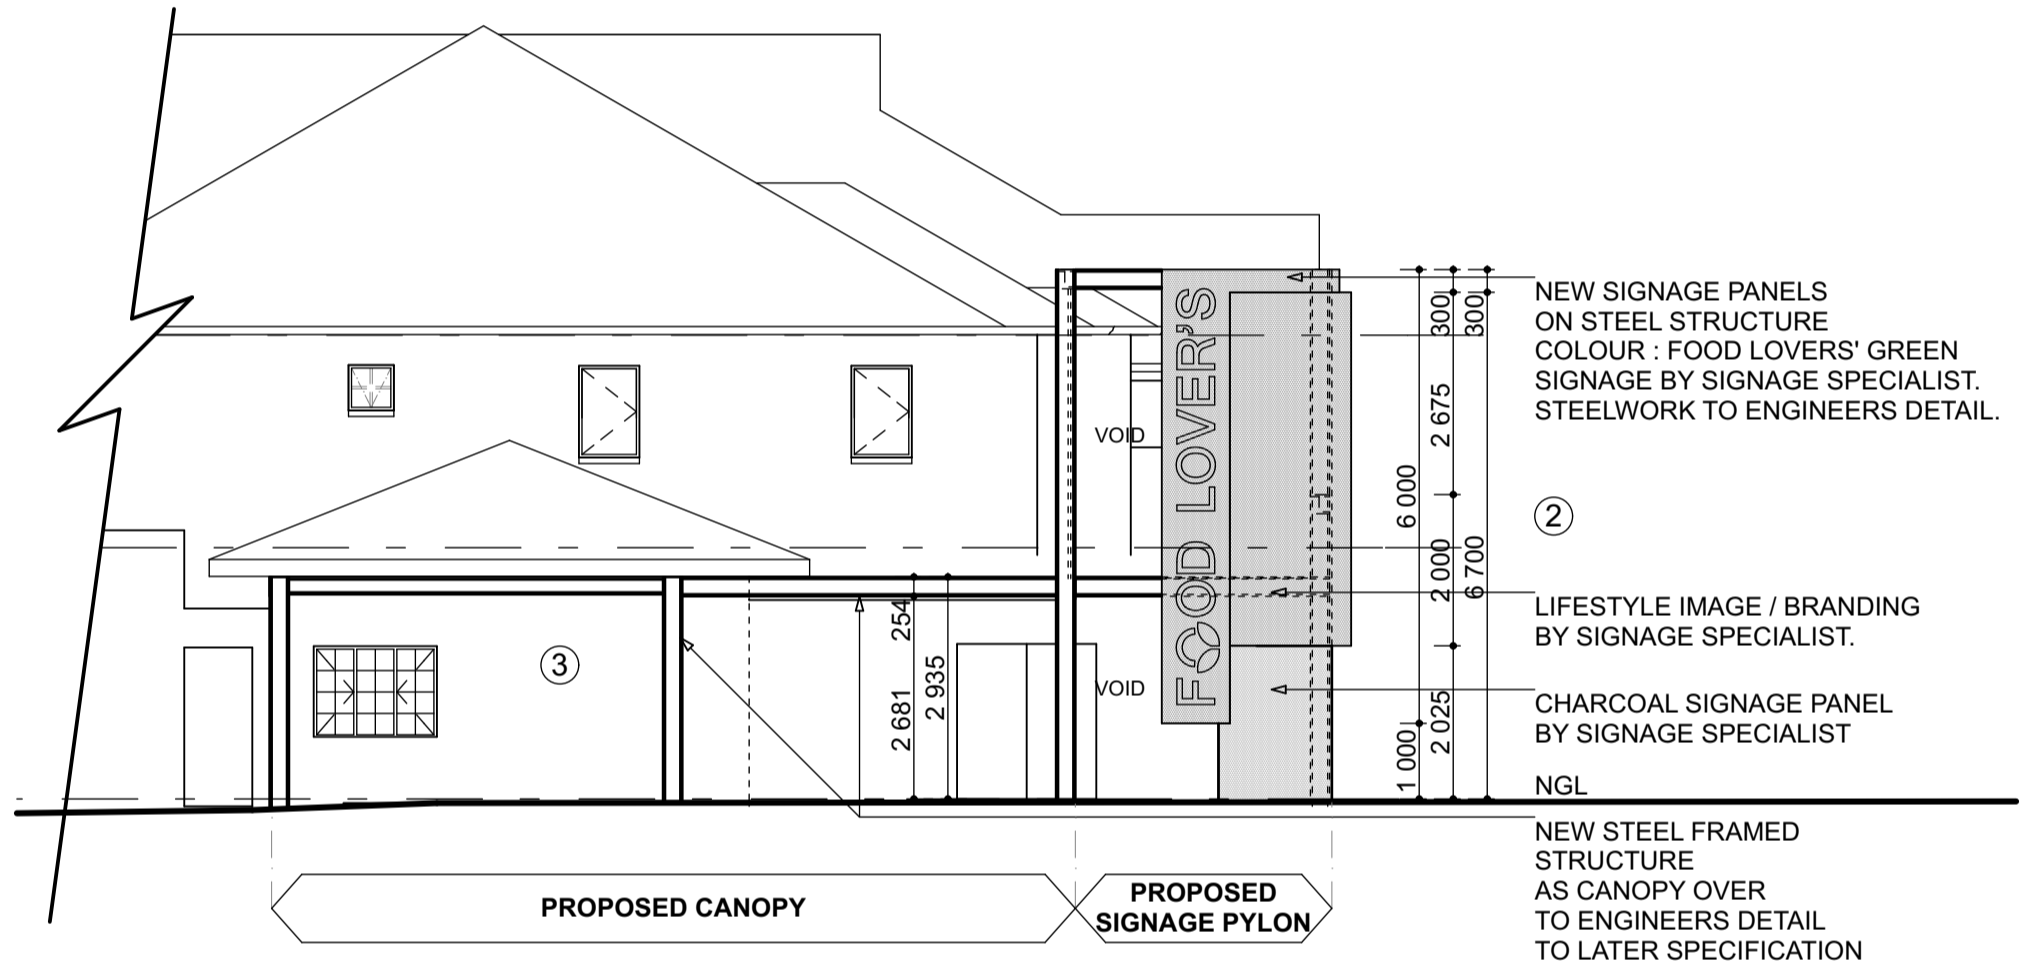 NEW SIGNAGE PANELS
ON STEEL STRUCTURE
COLOUR : FOOD LOVERS' GREEN
SIGNAGE BY SIGNAGE SPECIALIST.
STEELWORK TO ENGINEERS DETAIL.
2
LIFESTYLE IMAGE / BRANDING
BY SIGNAGE SPECIALIST.
CHARCOAL SIGNAGE PANEL
BY SIGNAGE SPECIALIST
NGL
NEW STEEL FRAMED
STRUCTURE
AS CANOPY OVER
TO ENGINEERS DETAIL
TO LATER SPECIFICATION
FOOD LOVER'S
VOID
VOID
3
254
2 681
2 935
6 000
1 000
300
2 675
2 000
2 025
300
6 700
PROPOSED CANOPY
PROPOSED
SIGNAGE PYLON